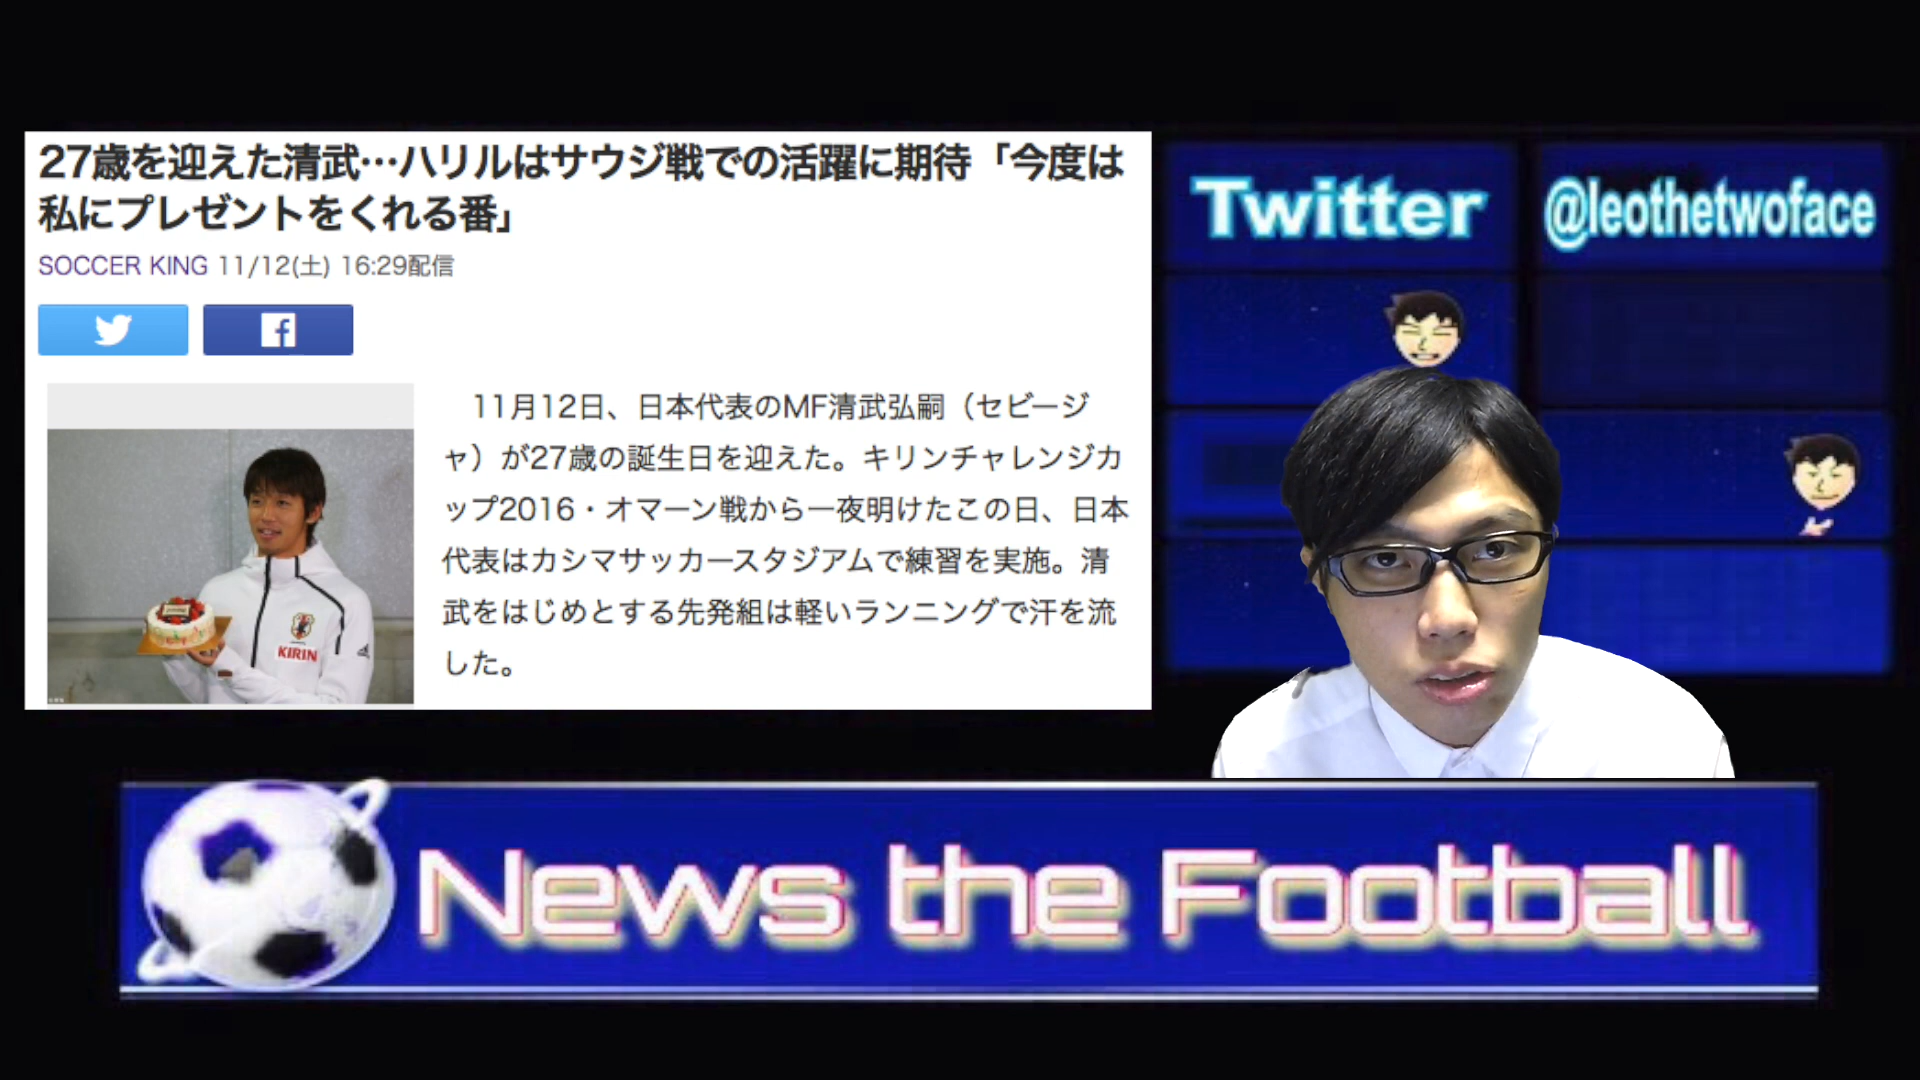 27歳を迎えた清武…ハリルはサウジ戦での活躍に期待「今度は
私にプレゼントをくれる番」
SOCCER KING 11/12(土) 16:29配信
11月12日、日本代表のMF清武弘嗣（セビージ
ャ）が27歳の誕生日を迎えた。キリンチャレンジカ
ップ2016・オマーン戦から一夜明けたこの日、日本
代表はカシマサッカースタジアムで練習を実施。清
武をはじめとする先発組は軽いランニングで汗を流
した。
KIRIN
Twitter
@leothetwoface
News the Football